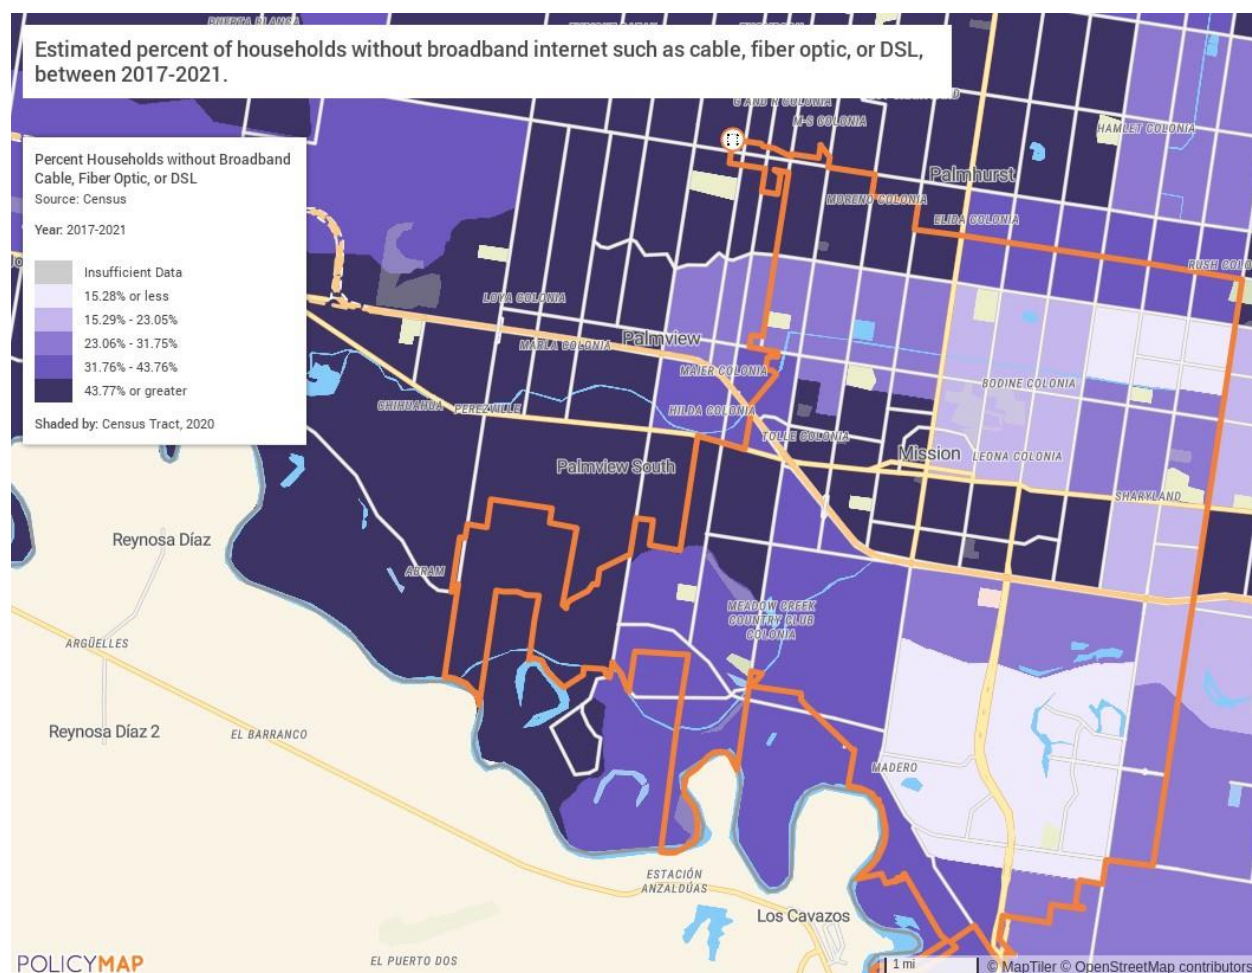 Estimated percent of households without broadband internet such as cable, fiber optic, or DSL,
between 2017-2021.
G AND R COLONIA
M-S COLONIA
HAMLET COLONIA
Percent Households without Broadband
Cable, Fiber Optic, or DSL
Source: Census
Year: 2017-2021
Insufficient Data
15.28% or less
15.29% - 23.05%
23.06% - 31.75%
31.76% - 43.76%
43.77% or greater
Shaded by: Census Tract, 2020
Palmhurst
MORENO COLONIA
ELIDA COLONIA
RUSH COLO
LOYA COLONIA
Palmview
MARLA COLONIA
MAIER COLONIA
BODINE COLONIA
CHIHUAHUA
PEREZVILLE
HILDA COLONIA
TOLLE COLONIA
Mission
LEONA COLONIA
Palmview South
SHARYLAND
Reynosa Díaz
ABRAM
MEADOW CREEK
COUNTRY CLUB
COLONIA
ARGÜELLES
Reynosa Díaz 2
EL BARRANCO
MADERO
ESTACIÓN
ANZALDÚAS
Los Cavazos
POLICYMAP
EL PUERTO DOS
1 mi
© MapTiler © OpenStreetMap contributors